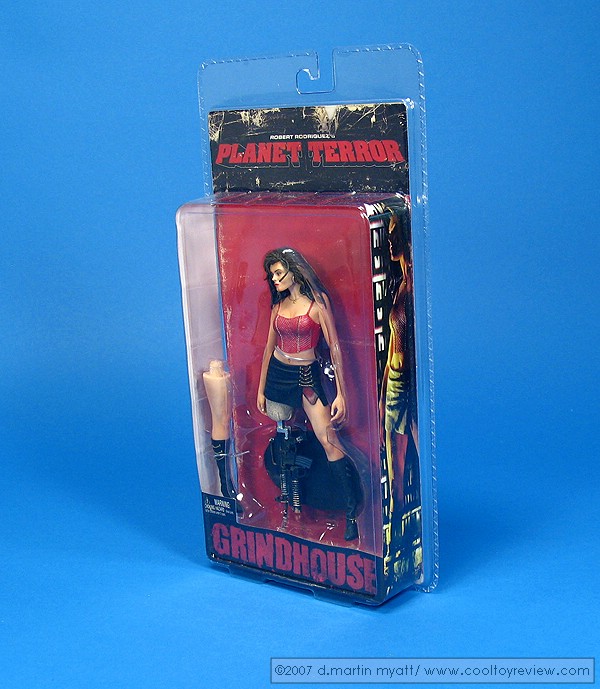 ROBERT RODRIGUEZ'S
PLANET TERROR
WARNING
GRINDHOUSE
©2007 d.martin myatt/ www.cooltoyreview.com